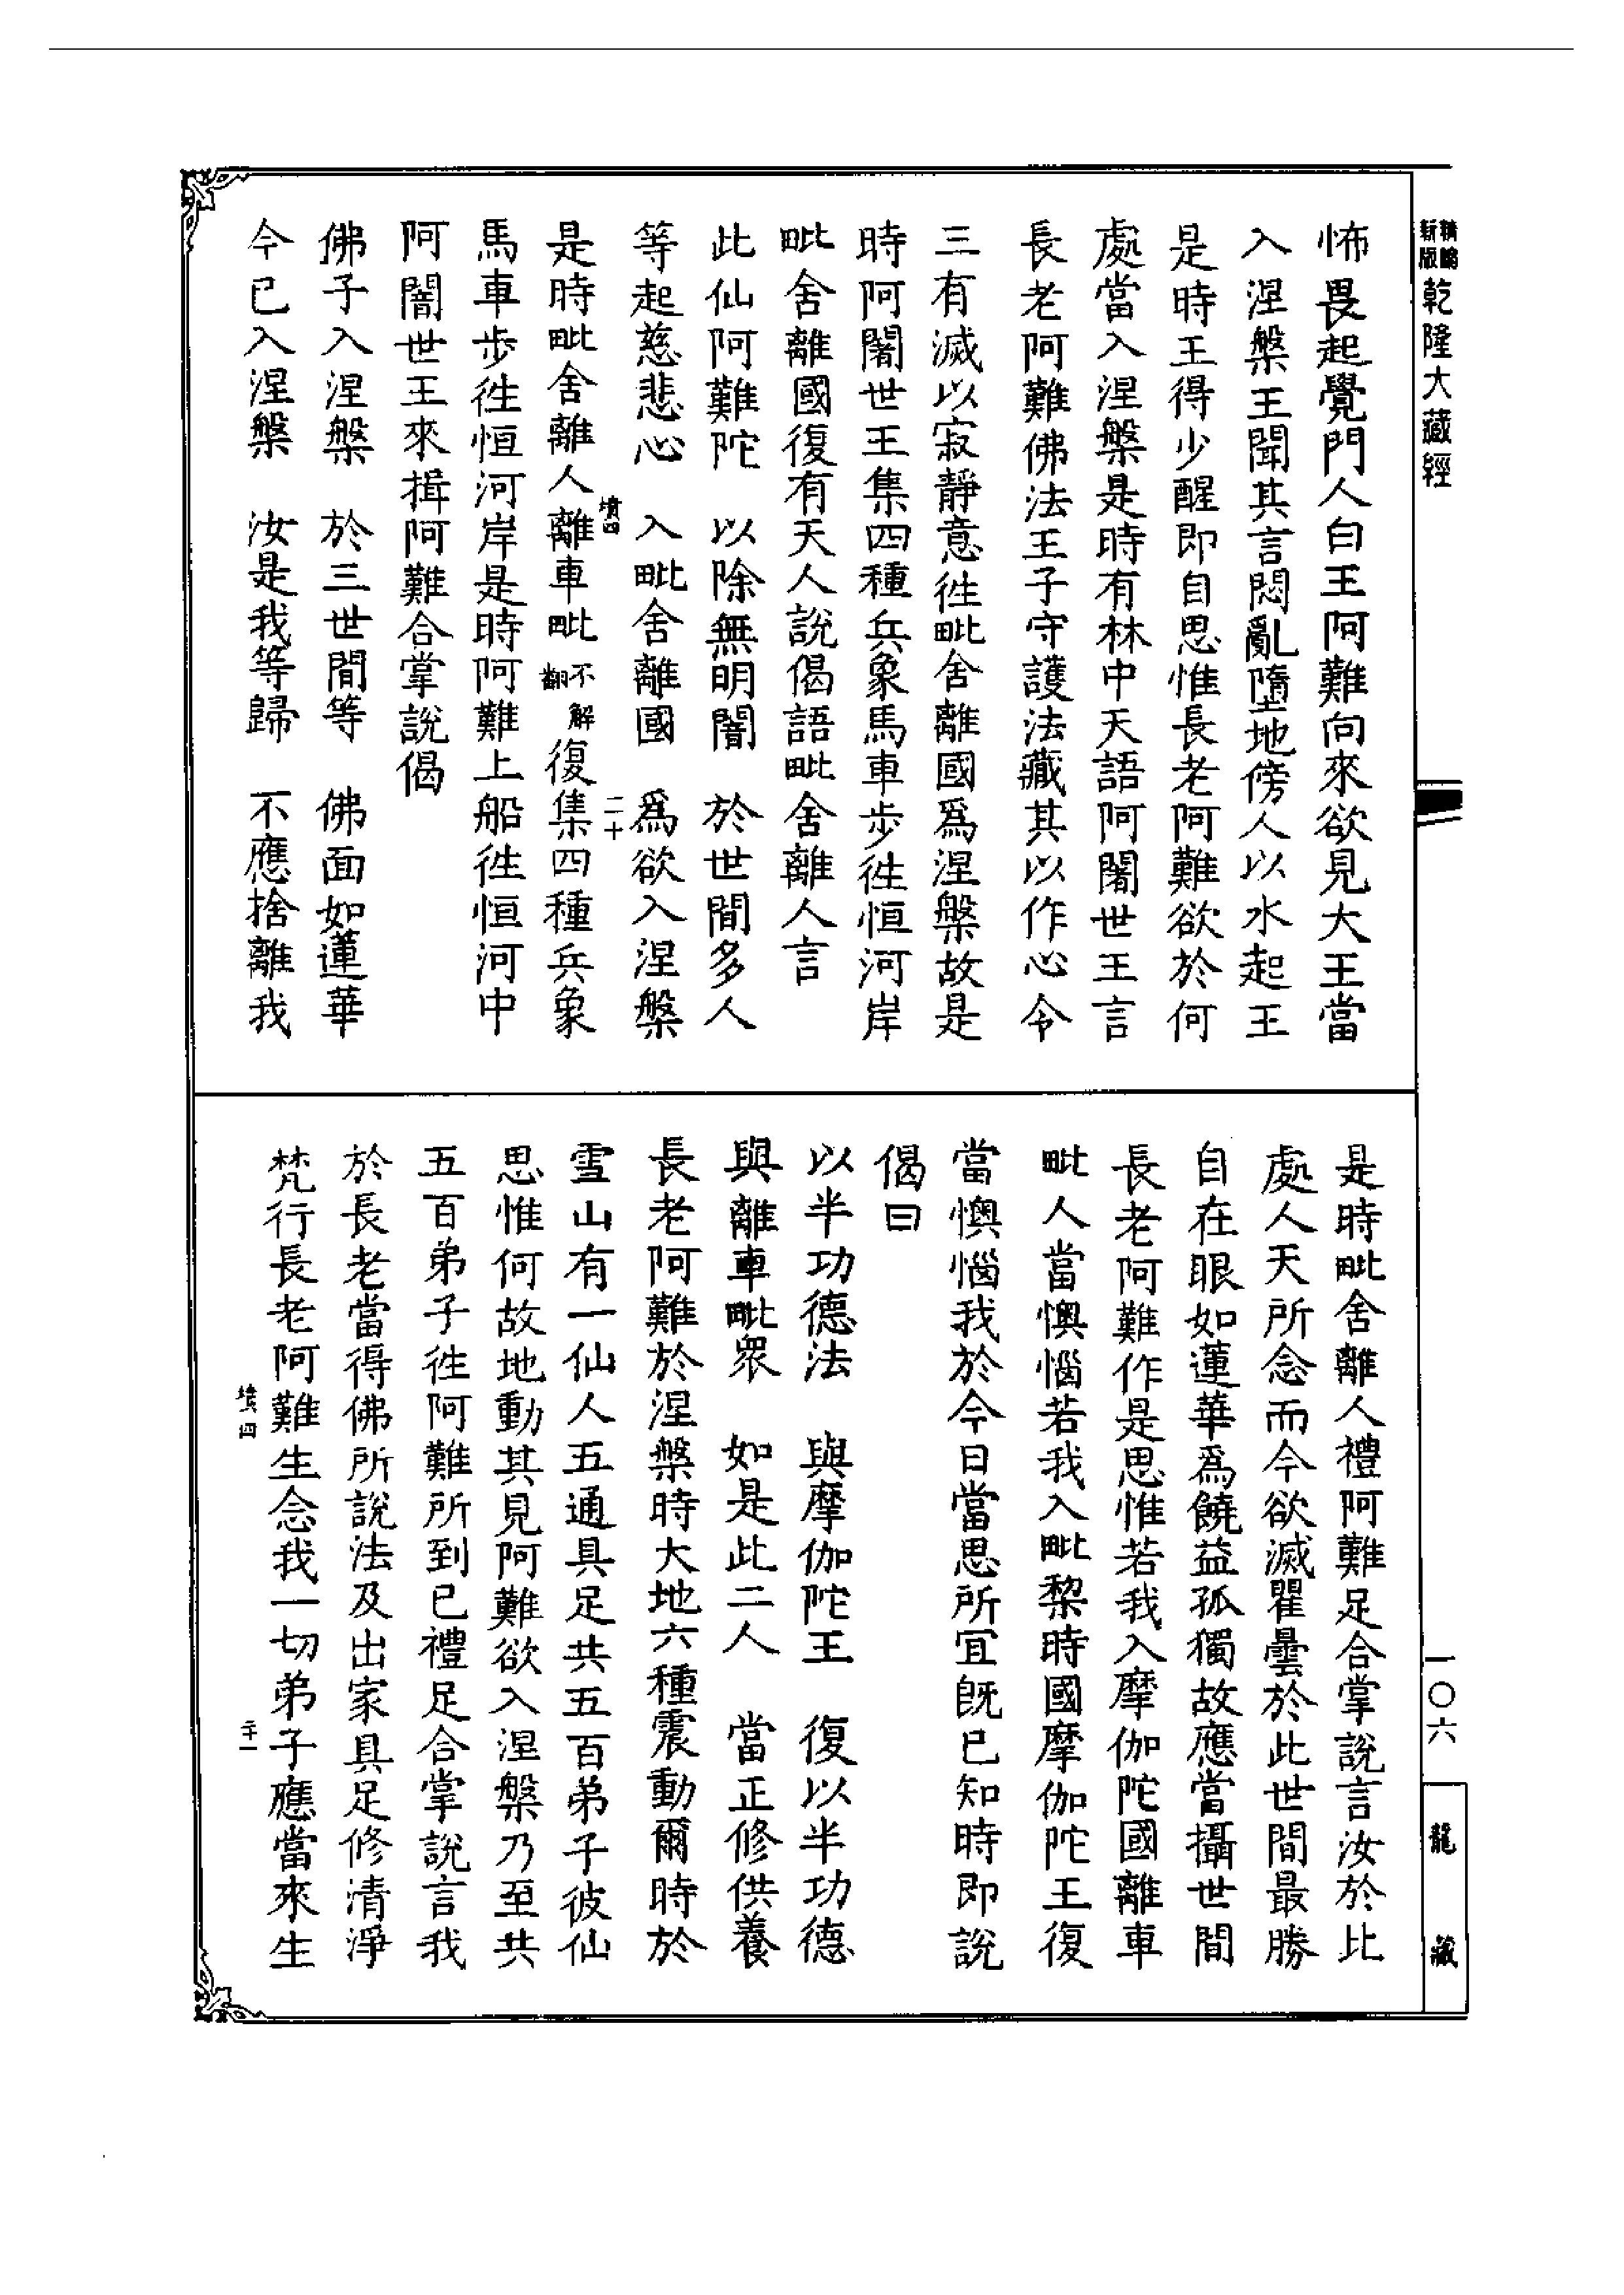 新版
精縮
乾隆大藏經
怖畏起覺門人白王阿難向來欲見大王當
入涅槃王聞其言悶亂墮地傍人以水起王
是時王得少醒即自思惟長老阿難欲於何
處當入涅槃是時有林中天語阿闍世王言
長老阿難佛法王子守護法藏其以作心令
三有滅以寂靜意徃毗舍離國爲涅槃故是
時阿闍世王集四種兵象馬車步徃恒河岸
毗舍離國復有天人說偈語毗舍離人言
此仙阿難陀　以除無明闇　於世間多人
等起慈悲心　入毗舍離國　爲欲入涅槃
是時毗舍離人離車毗不解翻復集四種兵象
墳四
二十
馬車步徃恒河岸是時阿難上船徃恒河中
阿闍世王來揖阿難合掌說偈
佛子入涅槃　於三世間等　佛面如蓮華
今已入涅槃　汝是我等歸　不應捨離我
是時毗舍離人禮阿難足合掌說言汝於比
處人天所念而今欲滅瞿曇於此世間最勝
自在眼如蓮華爲饒益孤獨故應當攝世間
長老阿難作是思惟若我入摩伽陀國離車
毗人當懊惱若我入毗黎時國摩伽陀王復
當懊惱我於今日當思所宜旣已知時即說
偈曰
以半功德法　與摩伽陀王　復以半功德
與離車毗衆　如是此二人　當正修供養
長老阿難於涅槃時大地六種震動爾時於
雪山有一仙人五通具足共五百弟子彼仙
思惟何故地動其見阿難欲入涅槃乃至共
五百弟子徃阿難所到已禮足合掌說言我
於長老當得佛所說法及出家具足修清淨
梵行長老阿難生念我一切弟子應當來生
墳四
二十一
一〇六
龍
藏